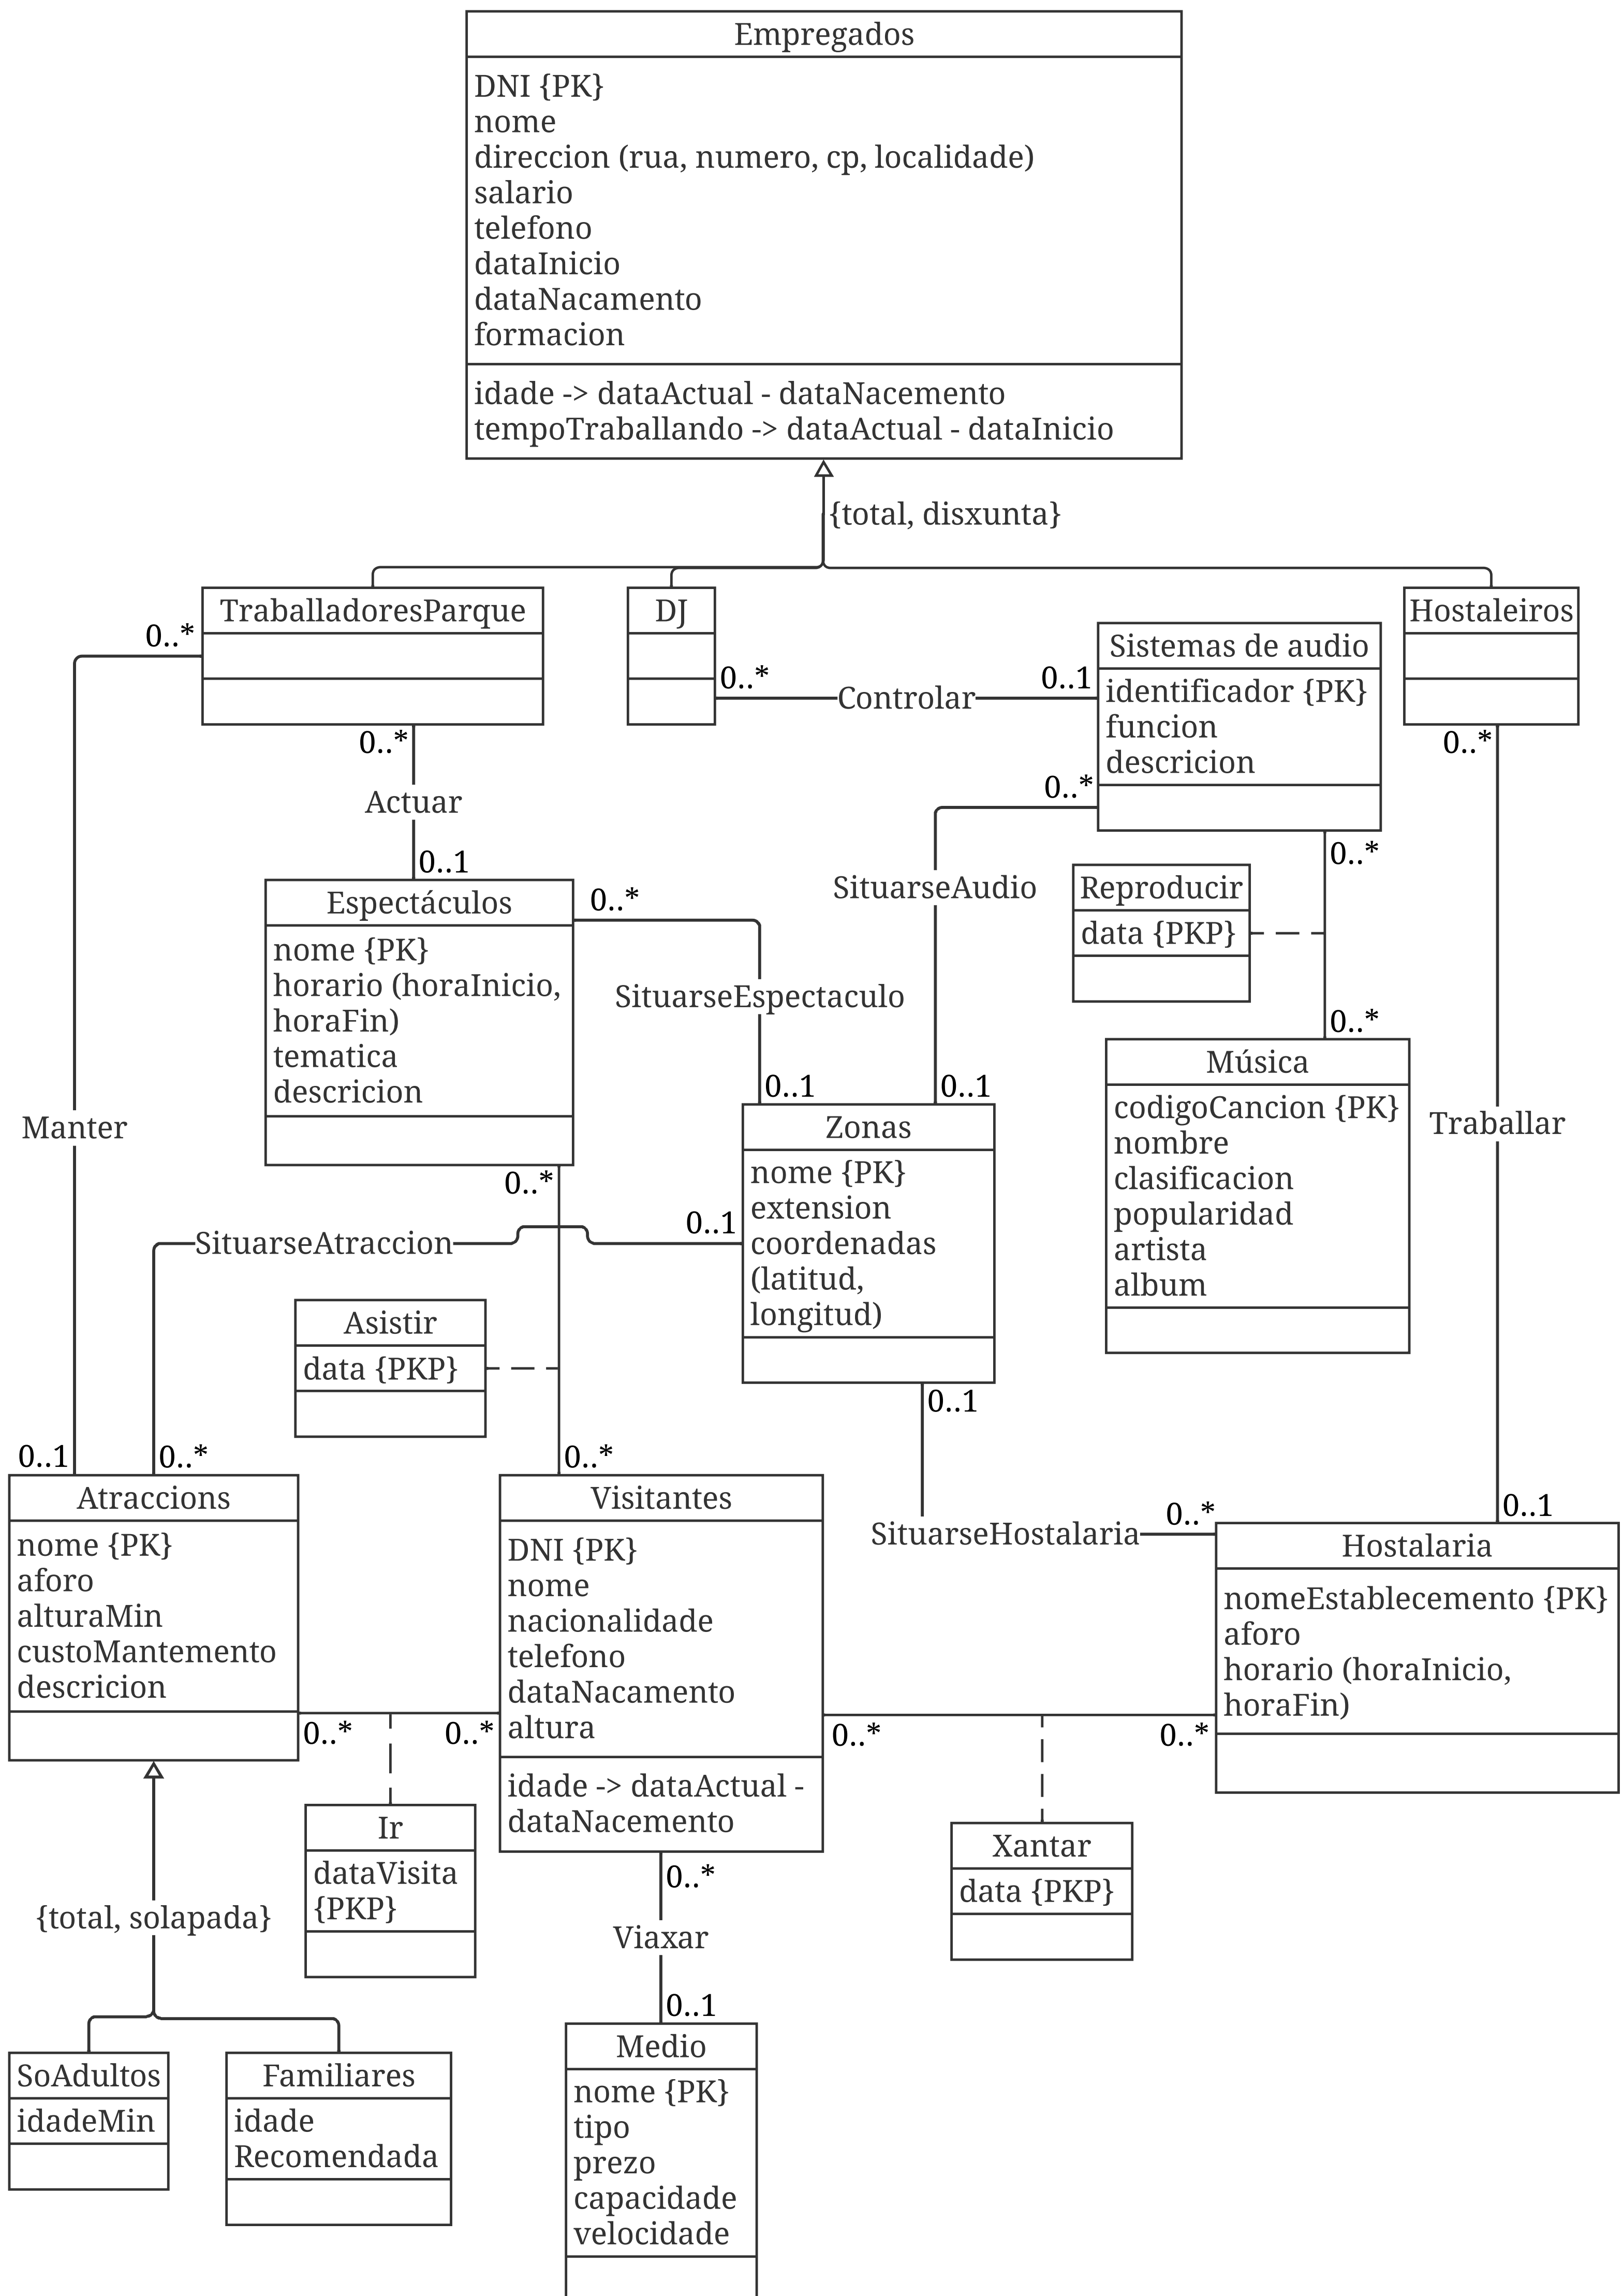 Empregados
DNI {PK}
nome
direccion (rua, numero, cp, localidade)
salario
telefono
dataInicio
dataNacamento
formacion
idade -> dataActual - dataNacemento
tempoTraballando -> dataActual - dataInicio
{total, disxunta}
TraballadoresParque
DJ
Hostaleiros
0..*
Sistemas de audio
identificador {PK}
funcion
descricion
0..*
Controlar
0..1
0..*
Actuar
0..1
0..*
0..*
SituarseAudio
0..*
Reproducir
data {PKP}
Espectáculos
nome {PK}
horario (horaInicio,
horaFin)
tematica
descricion
0..*
SituarseEspectaculo
0..1
0..1
0..*
Música
codigoCancion {PK}
nombre
clasificacion
popularidad
artista
album
Manter
Traballar
Zonas
nome {PK}
extension
coordenadas
(latitud,
longitud)
0..*
SituarseAtraccion
0..1
Asistir
data {PKP}
0..1
0..1
0..*
0..*
SituarseHostalaria
0..*
0..1
Atraccions
nome {PK}
aforo
alturaMin
custoMantemento
descricion
Visitantes
DNI {PK}
nome
nacionalidade
telefono
dataNacamento
altura
idade -> dataActual -
dataNacemento
Hostalaria
nomeEstablecemento {PK}
aforo
horario (horaInicio,
horaFin)
0..*
0..*
0..*
0..*
Ir
dataVisita
{PKP}
Xantar
data {PKP}
{total, solapada}
0..*
Viaxar
0..1
SoAdultos
idadeMin
Familiares
idade
Recomendada
Medio
nome {PK}
tipo
prezo
capacidade
velocidade